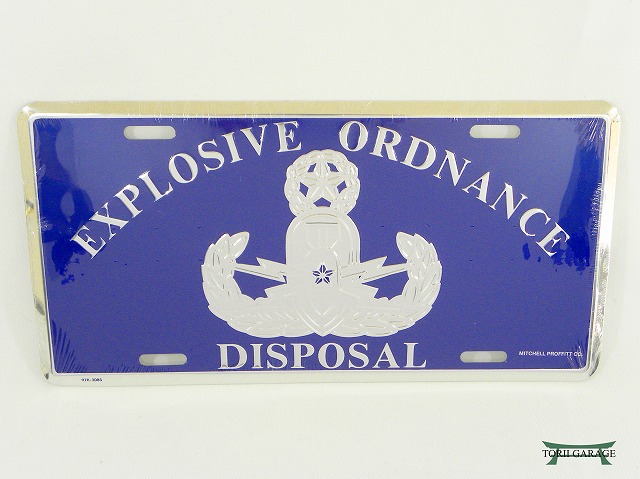 EXPLOSIVE ORDNANCE
DISPOSAL
MITCHELL PROFFITT CO.
TORII GARAGE